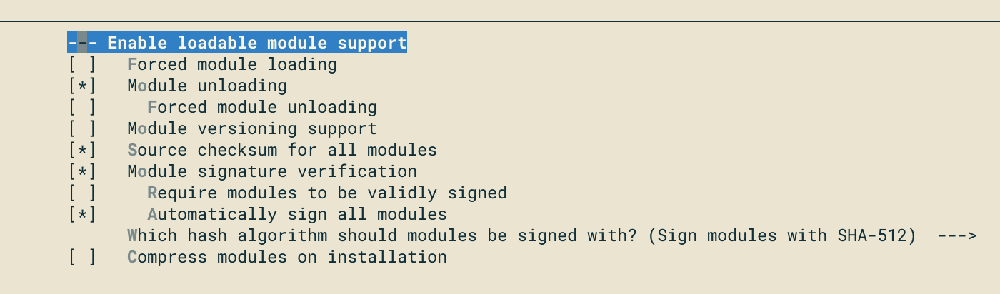 --- Enable loadable module support
[ ]   Forced module loading
[*]   Module unloading
[ ]     Forced module unloading
[ ]   Module versioning support
[*]   Source checksum for all modules
[*]   Module signature verification
[ ]     Require modules to be validly signed
[*]     Automatically sign all modules
      Which hash algorithm should modules be signed with? (Sign modules with SHA-512)  --->
[ ]   Compress modules on installation